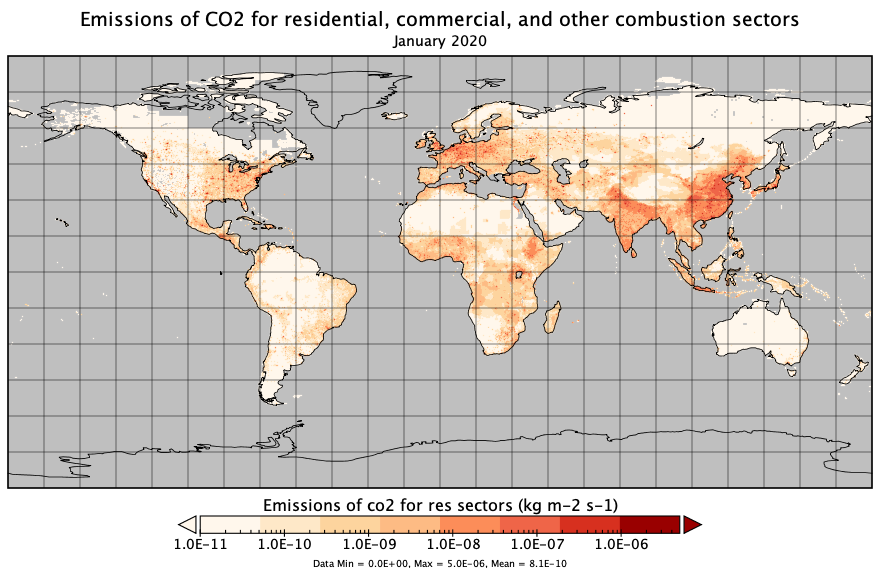 Emissions of CO2 for residential, commercial, and other combustion sectors
January 2020
Emissions of co2 for res sectors (kg m-2 s-1)
1.0E-11 1.0E-10 1.0E-09 1.0E-08 1.0E-07 1.0E-06
Data Min = 0.0E+00, Max = 5.0E-06, Mean = 8.1E-10